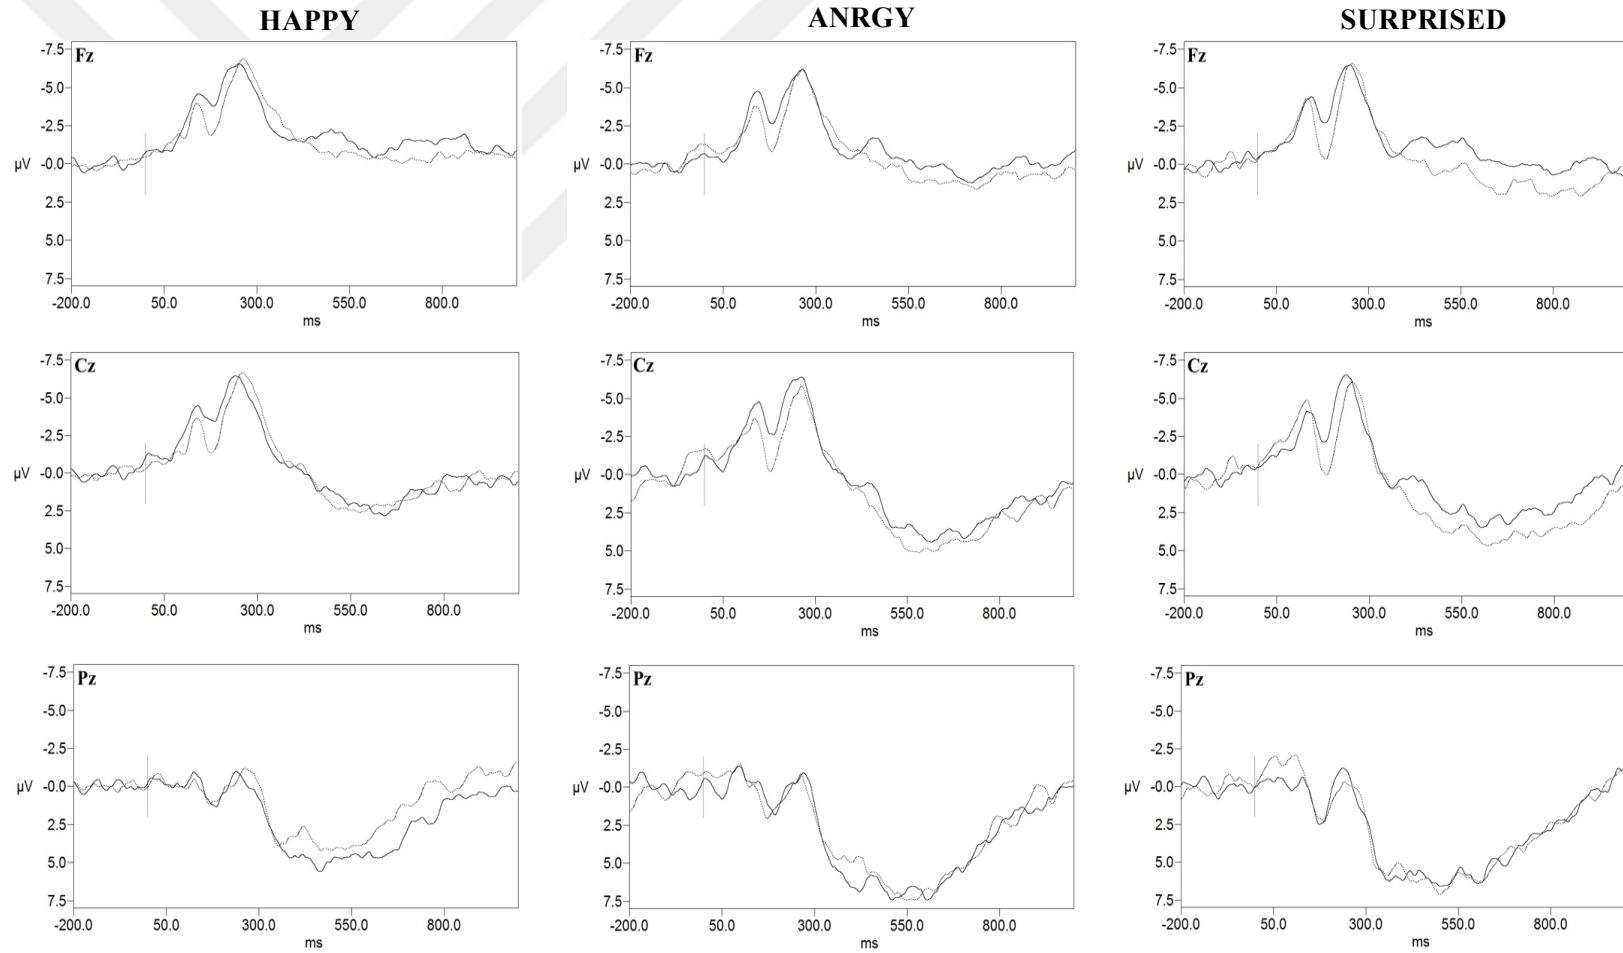 HAPPY ANRGY SURPRISED
Fz Fz Fz
-7.5 -7.5 -7.5
-5.0 -5.0 -5.0
-2.5 -2.5 -2.5
µV -0.0 µV -0.0 µV -0.0
2.5 2.5 2.5
5.0 5.0 5.0
7.5 7.5 7.5
-200.0 50.0 300.0 550.0 800.0 -200.0 50.0 300.0 550.0 800.0 -200.0 50.0 300.0 550.0 800.0
ms ms ms
Cz Cz Cz
-7.5 -7.5 -7.5
-5.0 -5.0 -5.0
-2.5 -2.5 -2.5
µV -0.0 µV -0.0 µV -0.0
2.5 2.5 2.5
5.0 5.0 5.0
7.5 7.5 7.5
-200.0 50.0 300.0 550.0 800.0 -200.0 50.0 300.0 550.0 800.0 -200.0 50.0 300.0 550.0 800.0
ms ms ms
Pz Pz Pz
-7.5 -7.5 -7.5
-5.0 -5.0 -5.0
-2.5 -2.5 -2.5
µV -0.0 µV -0.0 µV -0.0
2.5 2.5 2.5
5.0 5.0 5.0
7.5 7.5 7.5
-200.0 50.0 300.0 550.0 800.0 -200.0 50.0 300.0 550.0 800.0 -200.0 50.0 300.0 550.0 800.0
ms ms ms